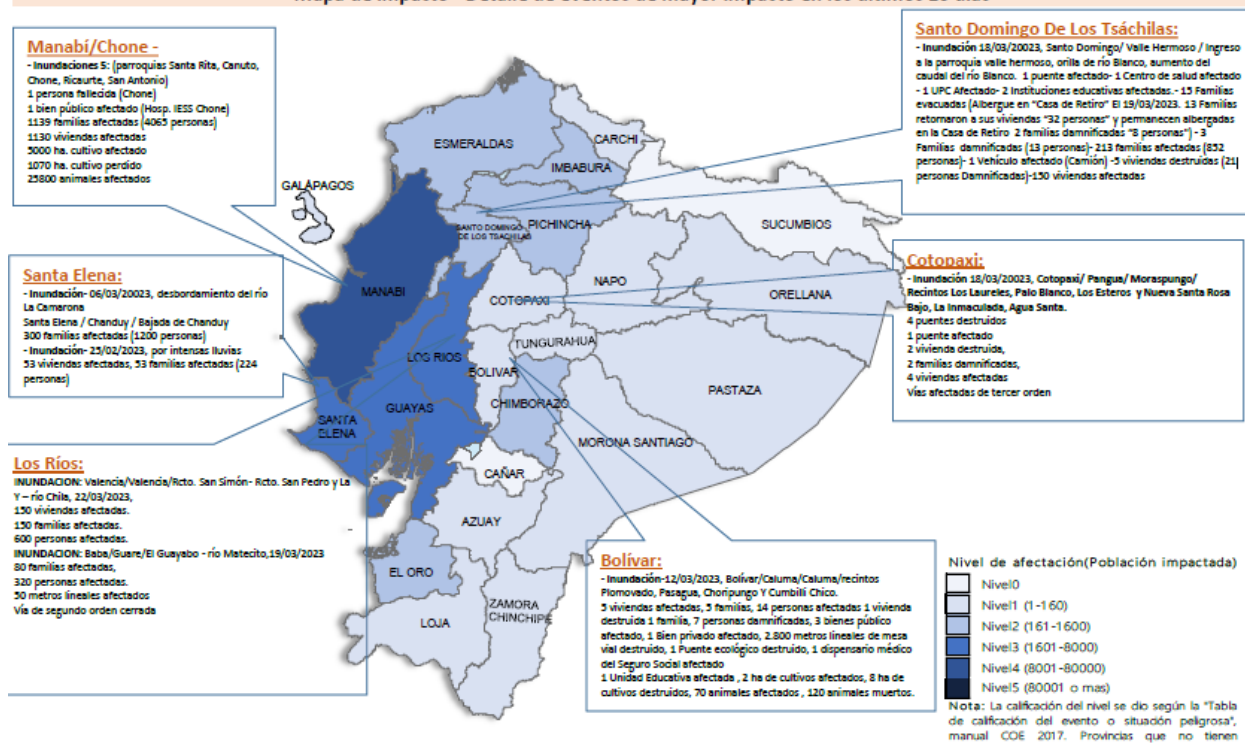 Mapa de Impacto - Detalle de eventos de mayor impacto en los últimos
Manabí/Chone -
- Inundaciones 5: (parroquias Santa Rita, Canuto,
Chone, Ricaurte, San Antonio)
1 persona fallecida (Chone)
1 bien público afectado (Hosp. IESS Chone)
1139 familias afectadas (4065 personas)
1130 viviendas afectadas
5000 ha. cultivo afectado
1070 ha. cultivo perdido
25800 animales afectados
Santo Domingo De Los Tsáchilas:
- Inundación 18/03/20023, Santo Domingo/ Valle Hermoso / Ingreso
a la parroquia valle hermoso, orilla de río Blanco, aumento del
caudal del río Blanco. 1 puente afectado- 1 Centro de salud afectado
- 1 UPC Afectado- 2 Instituciones educativas afectadas.- 15 Familias
evacuadas (Albergue en "Casa de Retiro" El 19/03/2023. 13 Familias
retornaron a sus viviendas "32 personas" y permanecen albergadas
en la Casa de Retiro 2 familias damnificadas "8 personas") - 3
Familias damnificadas (13 personas)- 213 familias afectadas (852
personas)- 1 Vehículo afectado (Camión) -5 viviendas destruidas (21
personas Damnificadas)-150 viviendas afectadas
Santa Elena:
- Inundación- 06/03/20023, desbordamiento del río
La Camarona
Santa Elena / Chanduy / Bajada de Chanduy
300 familias afectadas (1200 personas)
- Inundación- 25/02/2023, por intensas lluvias
53 viviendas afectadas, 53 familias afectadas (224
personas)
Cotopaxi:
- Inundación 18/03/20023, Cotopaxi/ Pangua/ Moraspungo/
Recintos Los Laureles, Palo Blanco, Los Esteros y Nueva Santa Rosa
Bajo, La Inmaculada, Agua Santa.
4 puentes destruidos
1 puente afectado
2 vivienda destruida,
2 familias damnificadas,
4 viviendas afectadas
Vías afectadas de tercer orden
Los Ríos:
INUNDACION: Valencia/Valencia/Rcto. San Simón- Rcto. San Pedro y La
Y – río Chila, 22/03/2023,
150 viviendas afectadas.
150 familias afectadas.
600 personas afectadas.
INUNDACION: Baba/Guare/El Guayabo - río Matecito,19/03/2023
80 familias afectadas,
320 personas afectadas.
50 metros lineales afectados
Vía de segundo orden cerrada
Bolívar:
- Inundación-12/03/2023, Bolívar/Caluma/Caluma/recintos
Plomovado, Pasagua, Choripungo Y Cumbilli Chico.
5 viviendas afectadas, 5 familias, 14 personas afectadas 1 vivienda
destruida 1 familia, 7 personas damnificadas, 3 bienes público
afectado, 1 Bien privado afectado, 2.800 metros lineales de mesa
vial destruido, 1 Puente ecológico destruido, 1 dispensario médico
del Seguro Social afectado
1 Unidad Educativa afectada , 2 ha de cultivos afectados, 8 ha de
cultivos destruidos, 70 animales afectados , 120 animales muertos.
GALÁPAGOS
ESMERALDAS
CARCHI
IMBABURA
SANTO DOMINGO
DE LOS TSACHILAS
PICHINCHA
SUCUMBIOS
MANABI
COTOPAXI
NAPO
ORELLANA
LOS RIOS
TUNGURAHUA
BOLIVAR
PASTAZA
CHIMBORAZO
GUAYAS
SANTA
ELENA
MORONA SANTIAGO
CAÑAR
AZUAY
EL ORO
LOJA
ZAMORA
CHINCHIPE
Nivel de afectación(Población impactada)
Nivel0
Nivel1 (1-160)
Nivel2 (161-1600)
Nivel3 (1601-8000)
Nivel4 (8001-80000)
Nivel5 (80001 o mas)
Nota: La calificación del nivel se dio según la "Tabla
de calificación del evento o situación peligrosa",
manual COE 2017. Provincias que no tienen